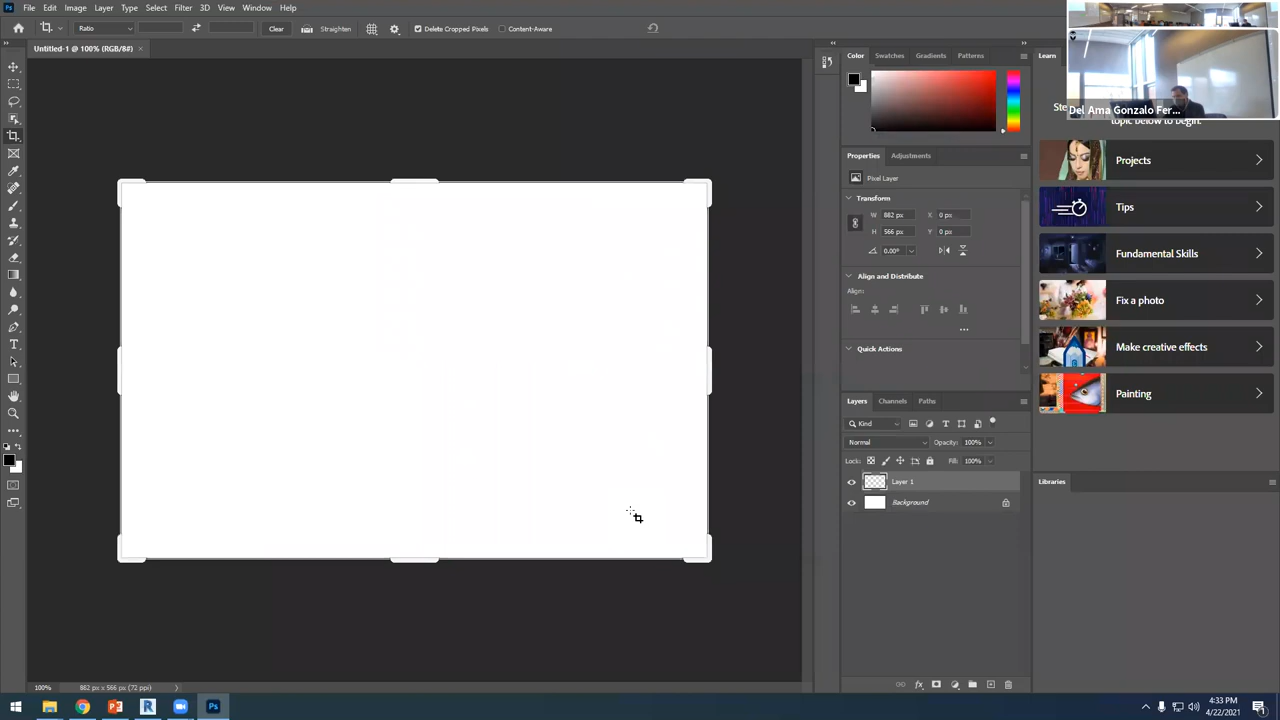 File Edit Image Layer Type Select Filter 3D View Window Help
Ratio Clear Straighten Delete Cropped Pixels Content-Aware
Untitled-1 @ 100% (RGB/8#)
Color Swatches Gradients Patterns
Learn
Del Ama Gonzalo Fer...
topic below to begin.
Properties Adjustments
Pixel Layer
Transform
W 882 px X 0 px
H 566 px Y 0 px
0.00°
Align and Distribute
Align:
Quick Actions
Projects
Tips
Fundamental Skills
Fix a photo
Make creative effects
Painting
Layers Channels Paths
Kind
Normal Opacity: 100%
Lock: Fill: 100%
Layer 1
Background
Libraries
100% 882 px x 566 px (72 ppi)
4:33 PM
4/22/2021